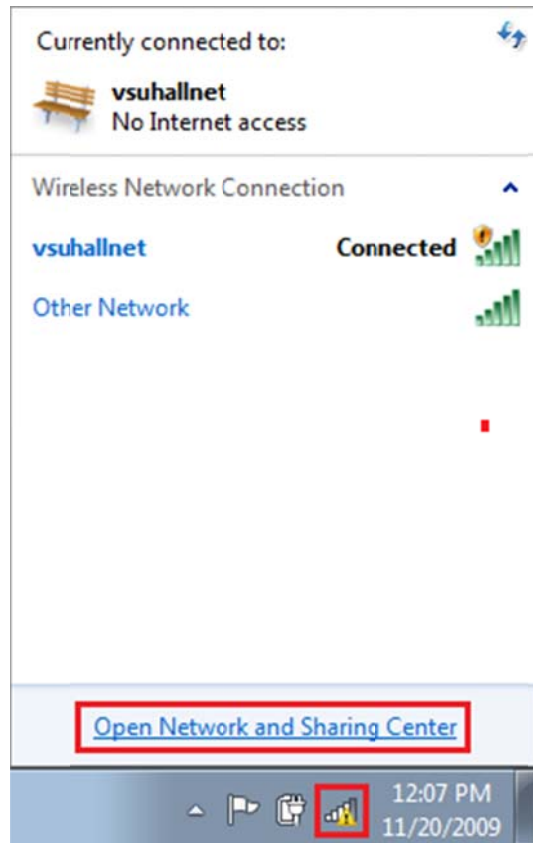 Currently connected to:
vsuhallnet
No Internet access
Wireless Network Connection
vsuhallnet Connected
Other Network
Open Network and Sharing Center
12:07 PM
11/20/2009